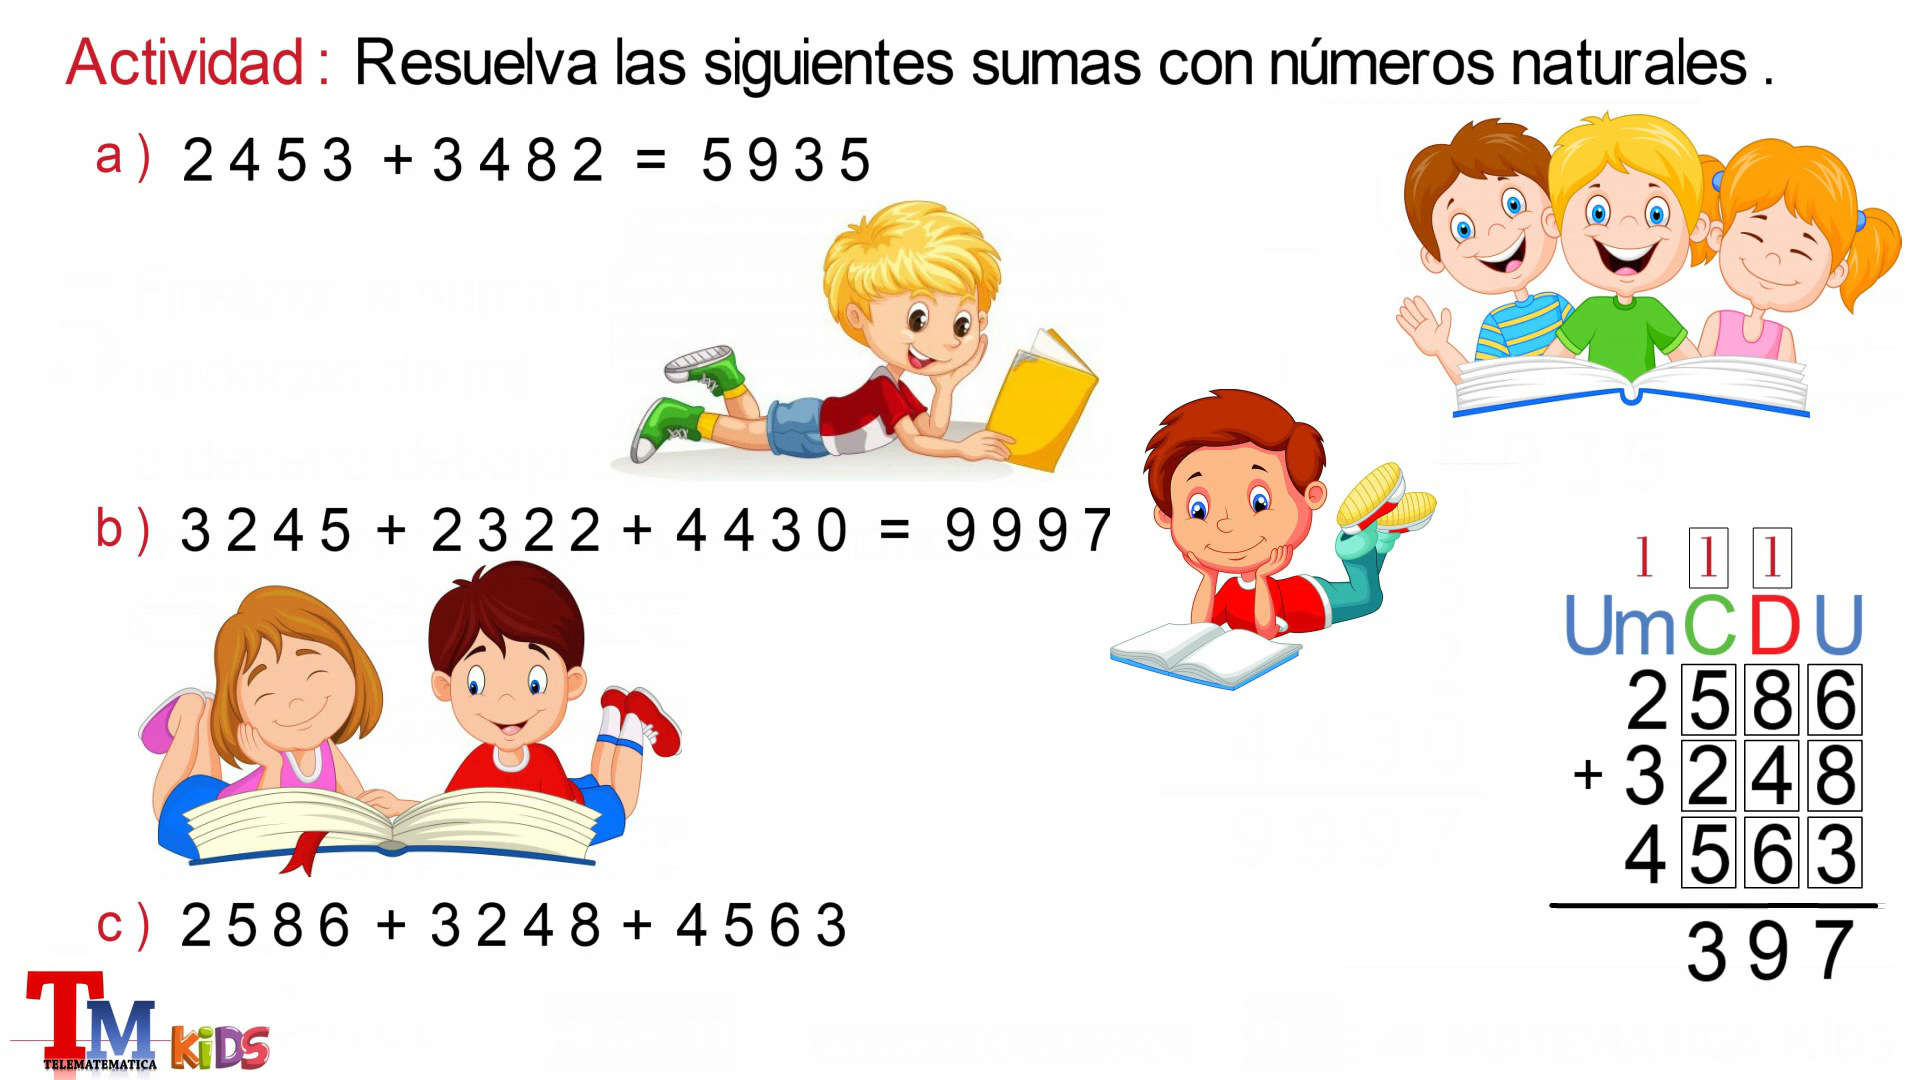 Actividad : Resuelva las siguientes sumas con números naturales .
a ) 2 4 5 3 + 3 4 8 2 = 5 9 3 5
b ) 3 2 4 5 + 2 3 2 2 + 4 4 3 0 = 9 9 9 7
1 1 1
Um C D U
2 5 8 6
+ 3 2 4 8
4 5 6 3
3 9 7
c ) 2 5 8 6 + 3 2 4 8 + 4 5 6 3
TM KiDS
TELEMATEMATICA